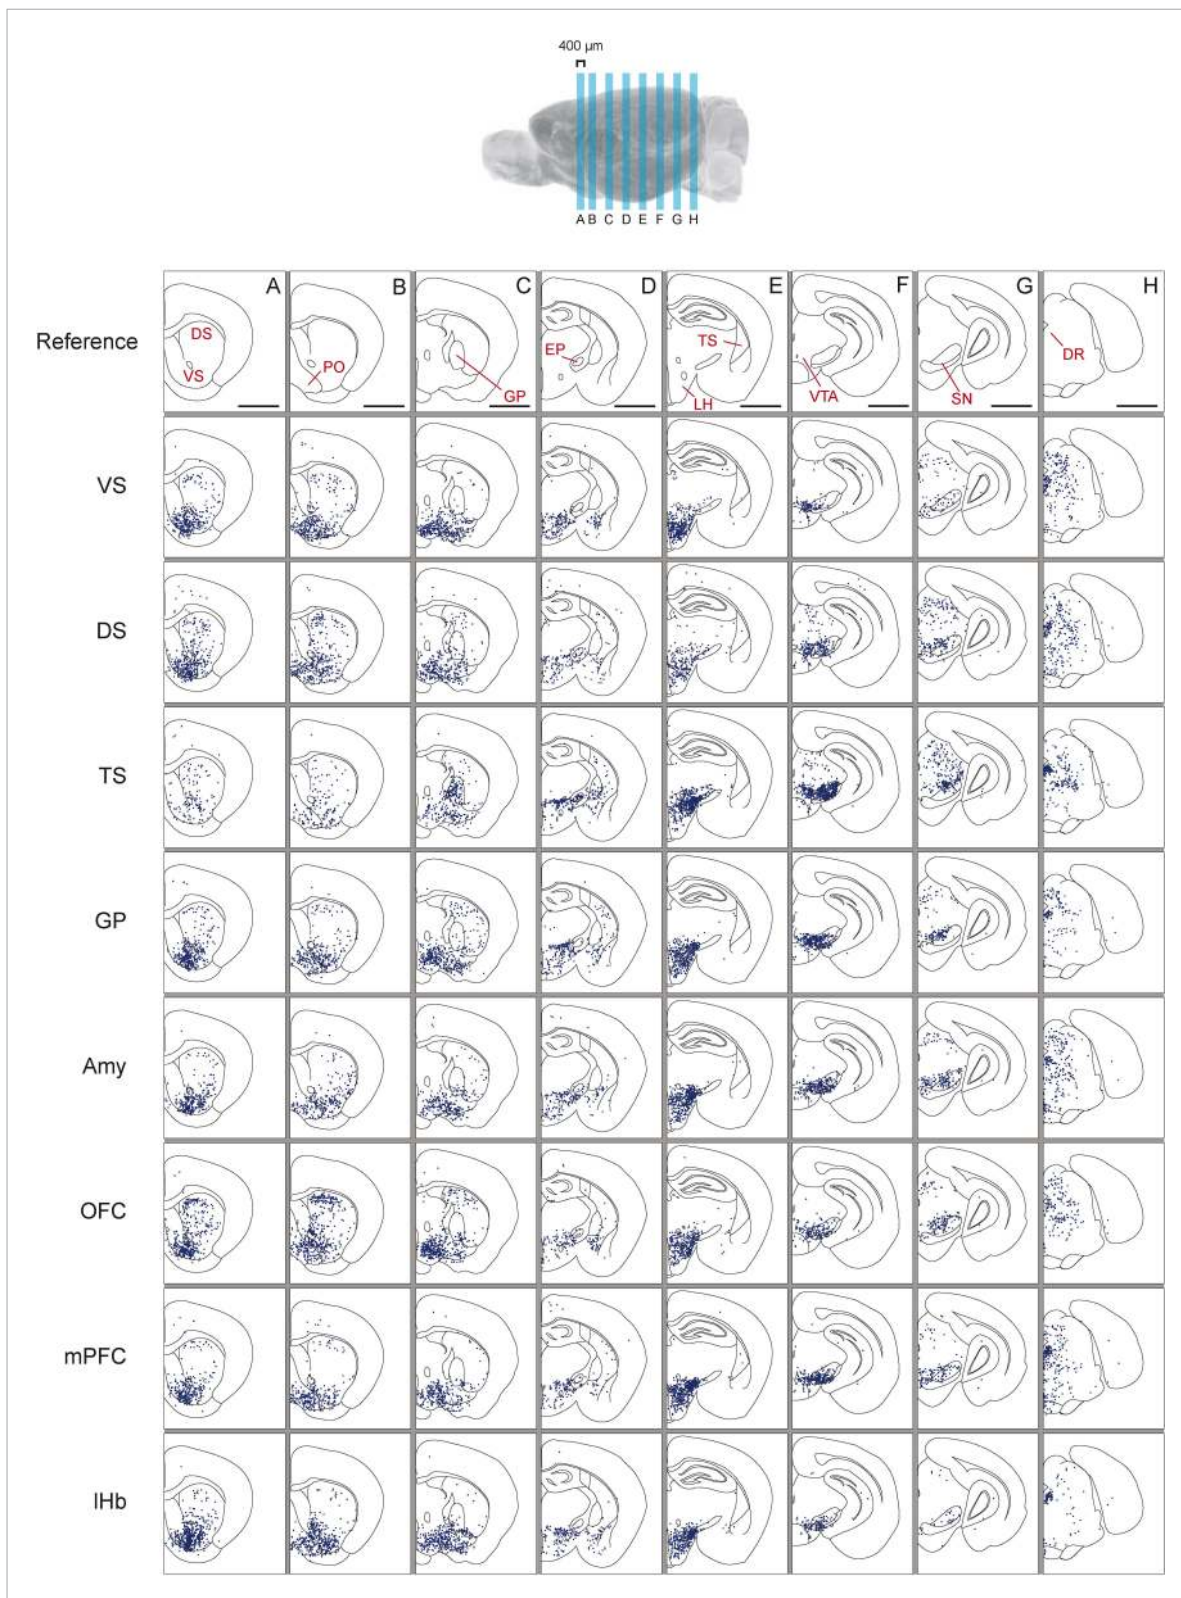 400 µm
A B C D E F G H
Reference
A
DS
VS
B
PO
C
GP
D
EP
E
TS
LH
F
VTA
G
SN
H
DR
VS
DS
TS
GP
Amy
OFC
mPFC
lHb